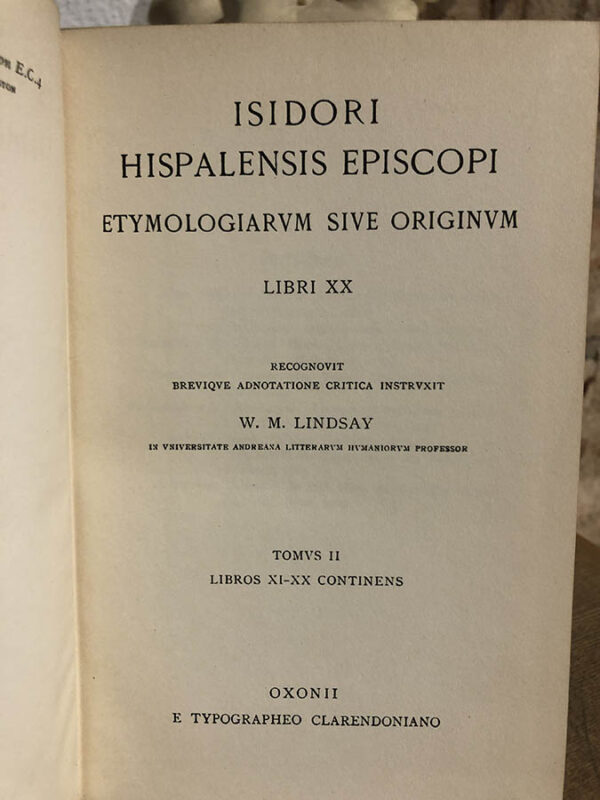 E.C.4
ISIDORI
HISPALENSIS EPISCOPI
ETYMOLOGIARVM SIVE ORIGINVM
LIBRI XX
RECOGNOVIT
BREVIQVE ADNOTATIONE CRITICA INSTRVXIT
W. M. LINDSAY
IN VNIVERSITATE ANDREANA LITTERARVM HVMANIORVM PROFESSOR
TOMVS II
LIBROS XI–XX CONTINENS
OXONII
E TYPOGRAPHEO CLARENDONIANO